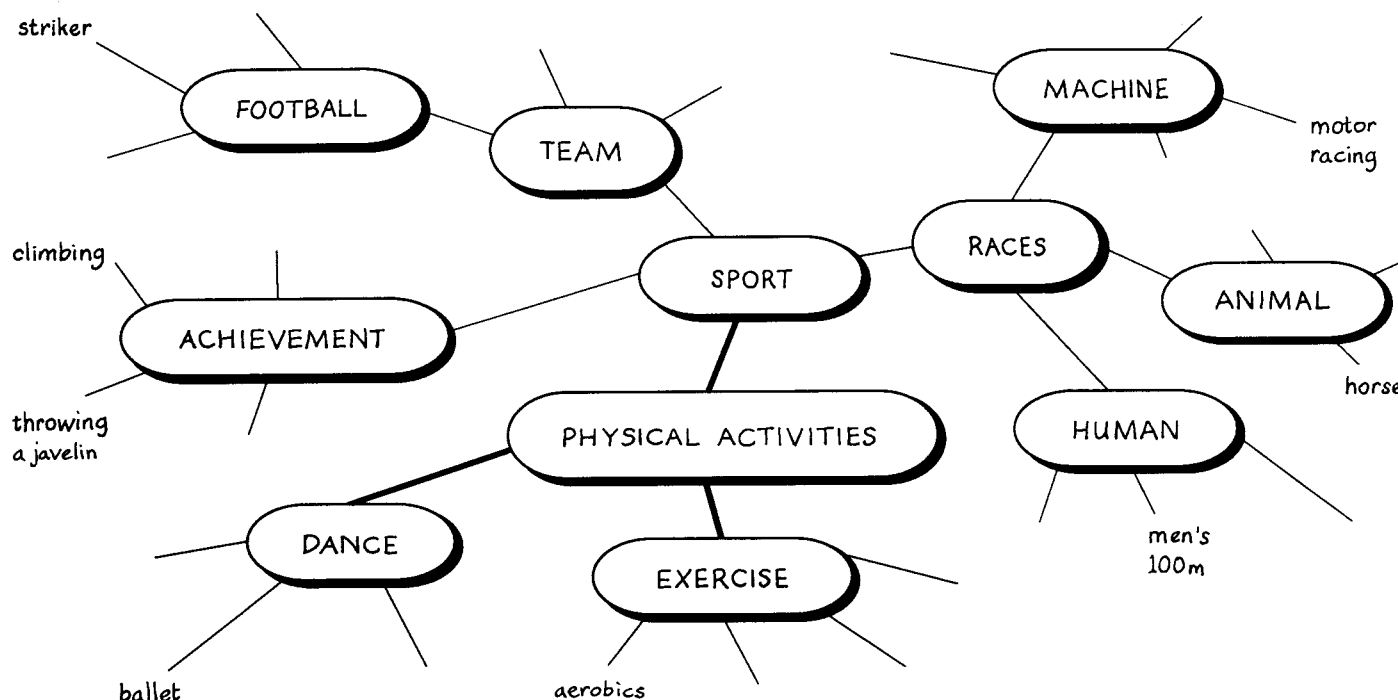 striker
FOOTBALL
TEAM
MACHINE
motor
racing
climbing
SPORT
RACES
ACHIEVEMENT
ANIMAL
horse
throwing
a javelin
PHYSICAL ACTIVITIES
HUMAN
DANCE
EXERCISE
men's
100m
ballet
aerobics